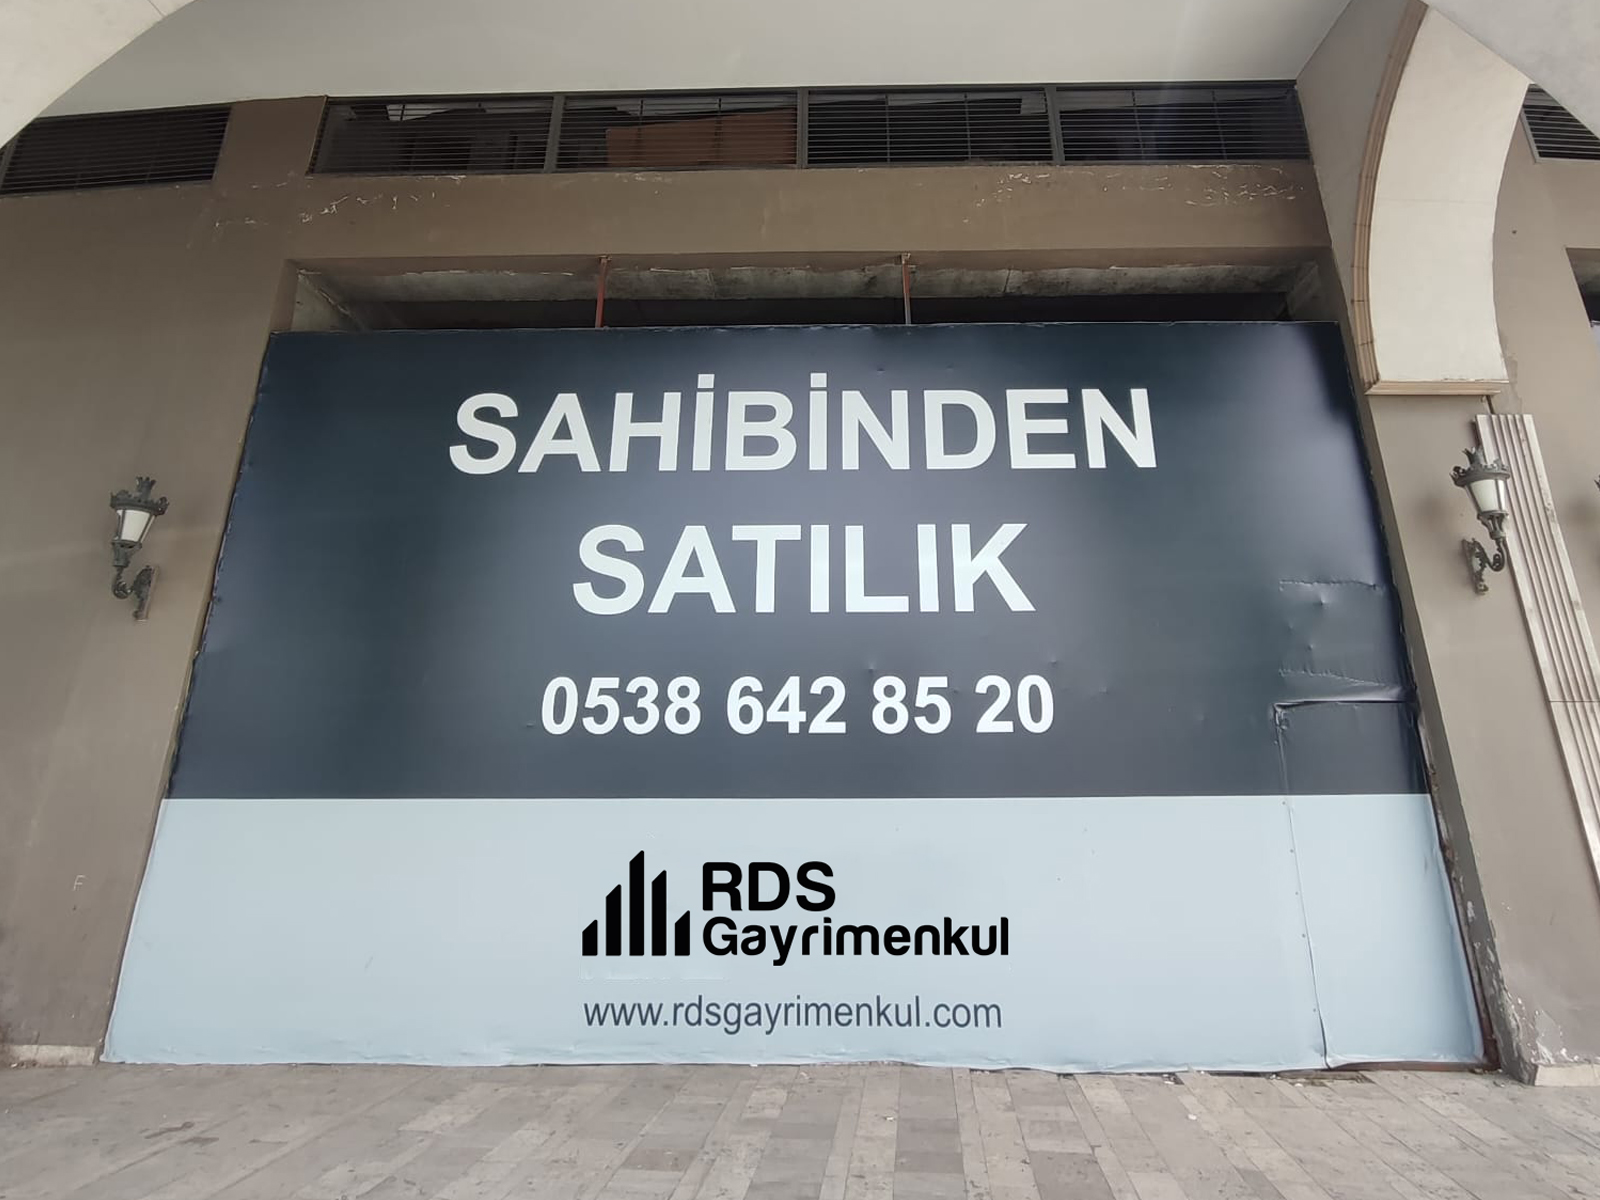 SAHİBİNDEN
SATILIK
0538 642 85 20
RDS
Gayrimenkul
www.rdsgayrimenkul.com
F